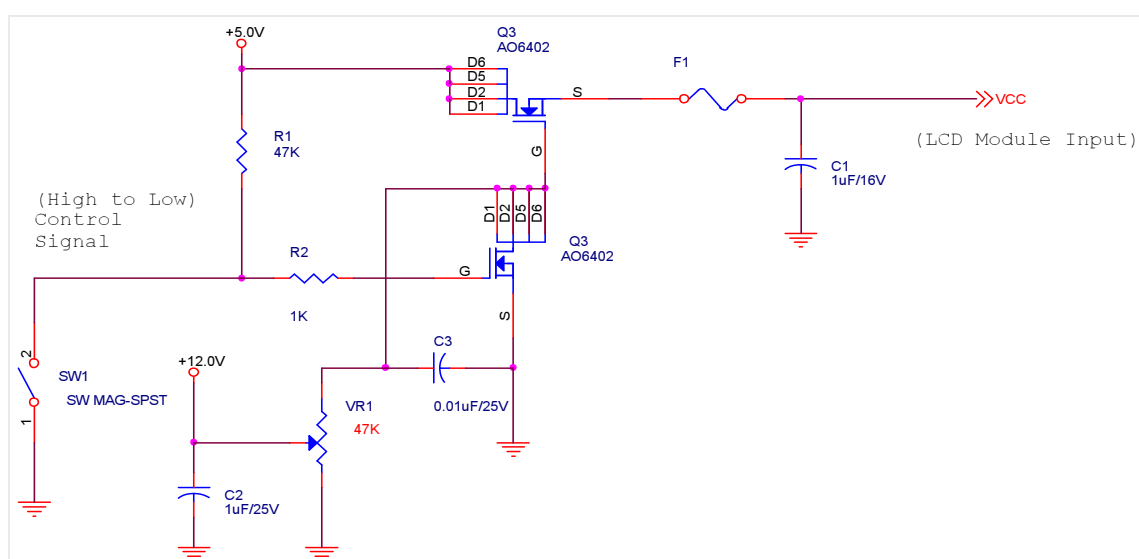 +5.0V
Q3
AO6402
D6
D5
D2
D1
S
G
F1
VCC
(LCD Module Input)
C1
1uF/16V
R1
47K
(High to Low)
Control
Signal
D1
D2
D5
D6
Q3
AO6402
R2
1K
G
S
2
1
SW1
SW MAG-SPST
+12.0V
C3
0.01uF/25V
VR1
47K
C2
1uF/25V